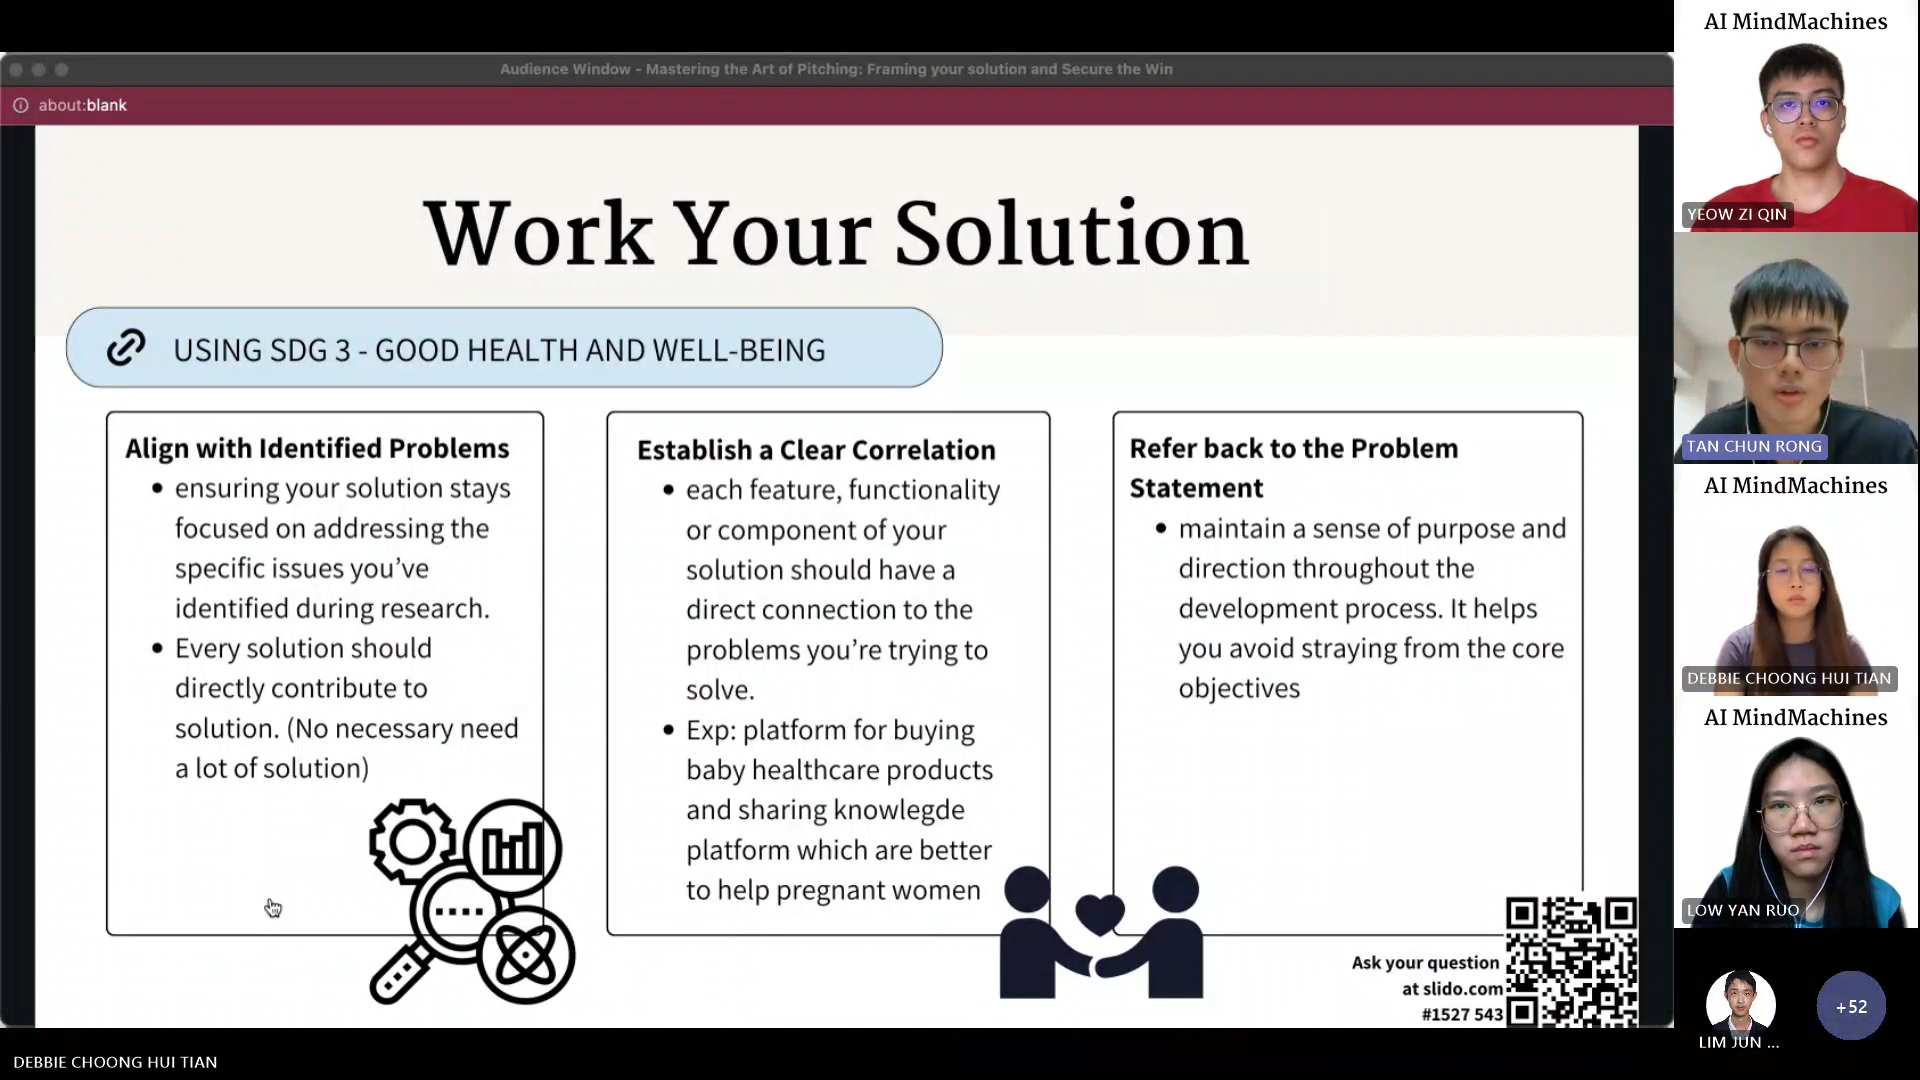 Audience Window - Mastering the Art of Pitching: Framing your solution and Secure the Win
about:blank
Work Your Solution
USING SDG 3 - GOOD HEALTH AND WELL-BEING
Align with Identified Problems
• ensuring your solution stays
focused on addressing the
specific issues you've
identified during research.
• Every solution should
directly contribute to
solution. (No necessary need
a lot of solution)
Establish a Clear Correlation
• each feature, functionality
or component of your
solution should have a
direct connection to the
problems you're trying to
solve.
• Exp: platform for buying
baby healthcare products
and sharing knowlegde
platform which are better
to help pregnant women
Refer back to the Problem
Statement
• maintain a sense of purpose and
direction throughout the
development process. It helps
you avoid straying from the core
objectives
Ask your question
at slido.com
#1527 543
DEBBIE CHOONG HUI TIAN
AI MindMachines
YEOW ZI QIN
TAN CHUN RONG
AI MindMachines
DEBBIE CHOONG HUI TIAN
AI MindMachines
LOW YAN RUO
LIM JUN ...
+52